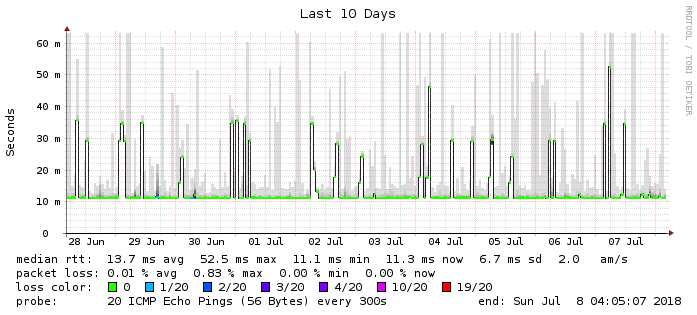 Last 10 Days
RRDTOOL / TOBI OETIKER
Seconds
60 m
50 m
40 m
30 m
20 m
10 m
0
28 Jun 29 Jun 30 Jun 01 Jul 02 Jul 03 Jul 04 Jul 05 Jul 06 Jul 07 Jul
median rtt: 13.7 ms avg 52.5 ms max 11.1 ms min 11.3 ms now 6.7 ms sd 2.0 am/s
packet loss: 0.01 % avg 0.83 % max 0.00 % min 0.00 % now
loss color: 0 1/20 2/20 3/20 4/20 10/20 19/20
probe: 20 ICMP Echo Pings (56 Bytes) every 300s end: Sun Jul 8 04:05:07 2018